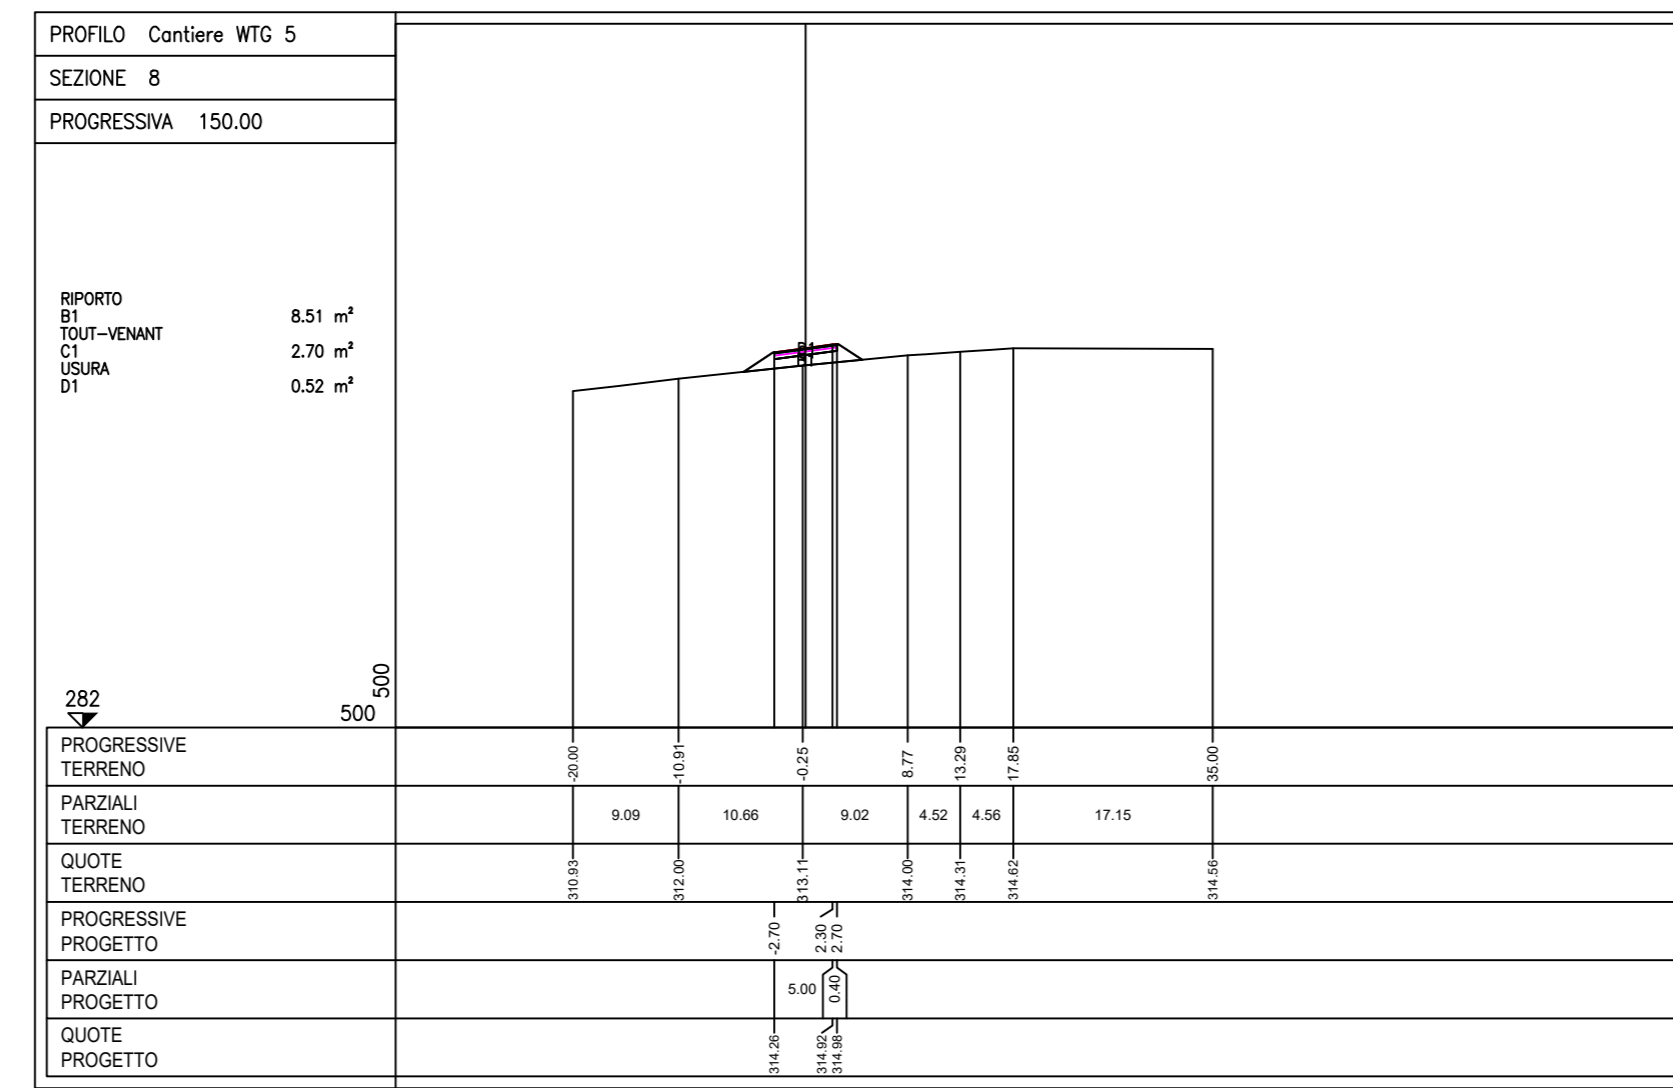 PROFILO Cantiere WTG 5
SEZIONE 8
PROGRESSIVA 150.00
RIPORTO
B1 8.51 m²
TOUT-VENANT
C1 2.70 m²
USURA
D1 0.52 m²
282
500
500
PROGRESSIVE
TERRENO
-20.00 -10.91 -0.25 8.77 13.29 17.85 35.00
PARZIALI
TERRENO
9.09 10.66 9.02 4.52 4.56 17.15
QUOTE
TERRENO
310.93 312.00 313.11 314.00 314.31 314.62 314.56
PROGRESSIVE
PROGETTO
-2.70 2.30 2.70
PARZIALI
PROGETTO
5.00 0.40
QUOTE
PROGETTO
314.26 314.92 314.98